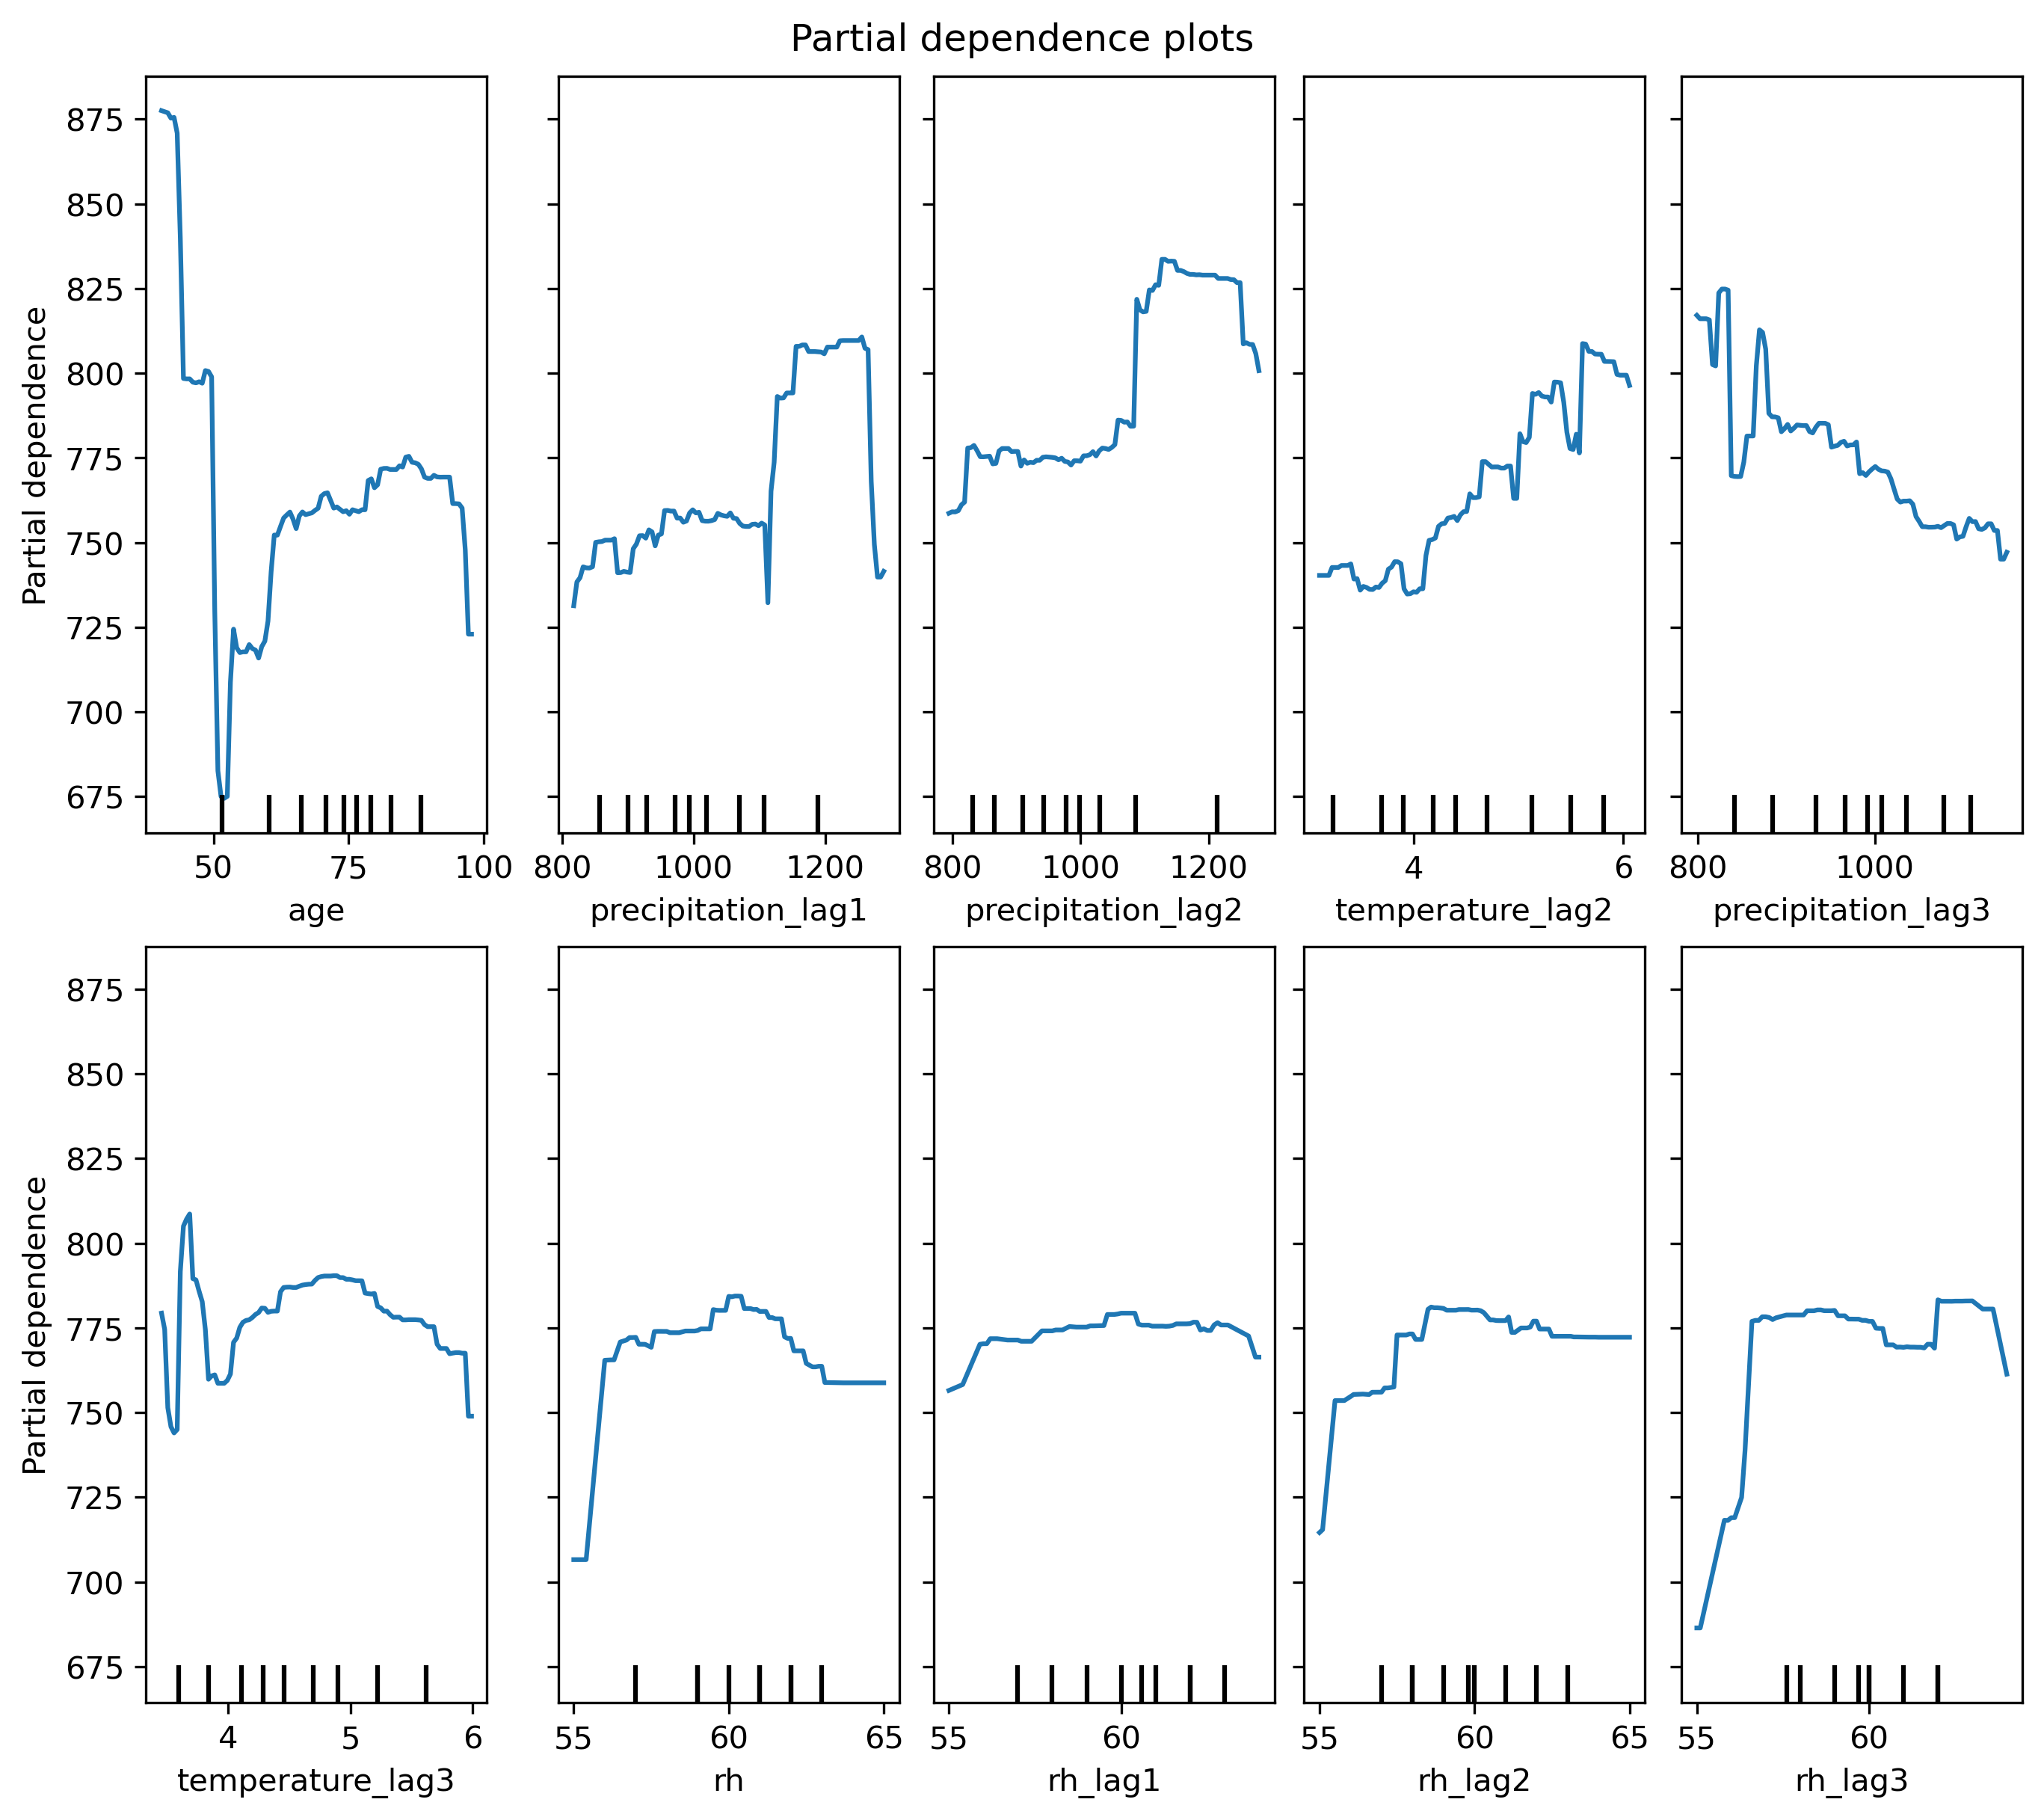 Partial dependence plots
Partial dependence
875
850
825
800
775
750
725
700
675
50 75 100
age
800 1000 1200
precipitation_lag1
800 1000 1200
precipitation_lag2
4 6
temperature_lag2
800 1000
precipitation_lag3
Partial dependence
875
850
825
800
775
750
725
700
675
4 5 6
temperature_lag3
55 60 65
rh
55 60
rh_lag1
55 60 65
rh_lag2
55 60
rh_lag3